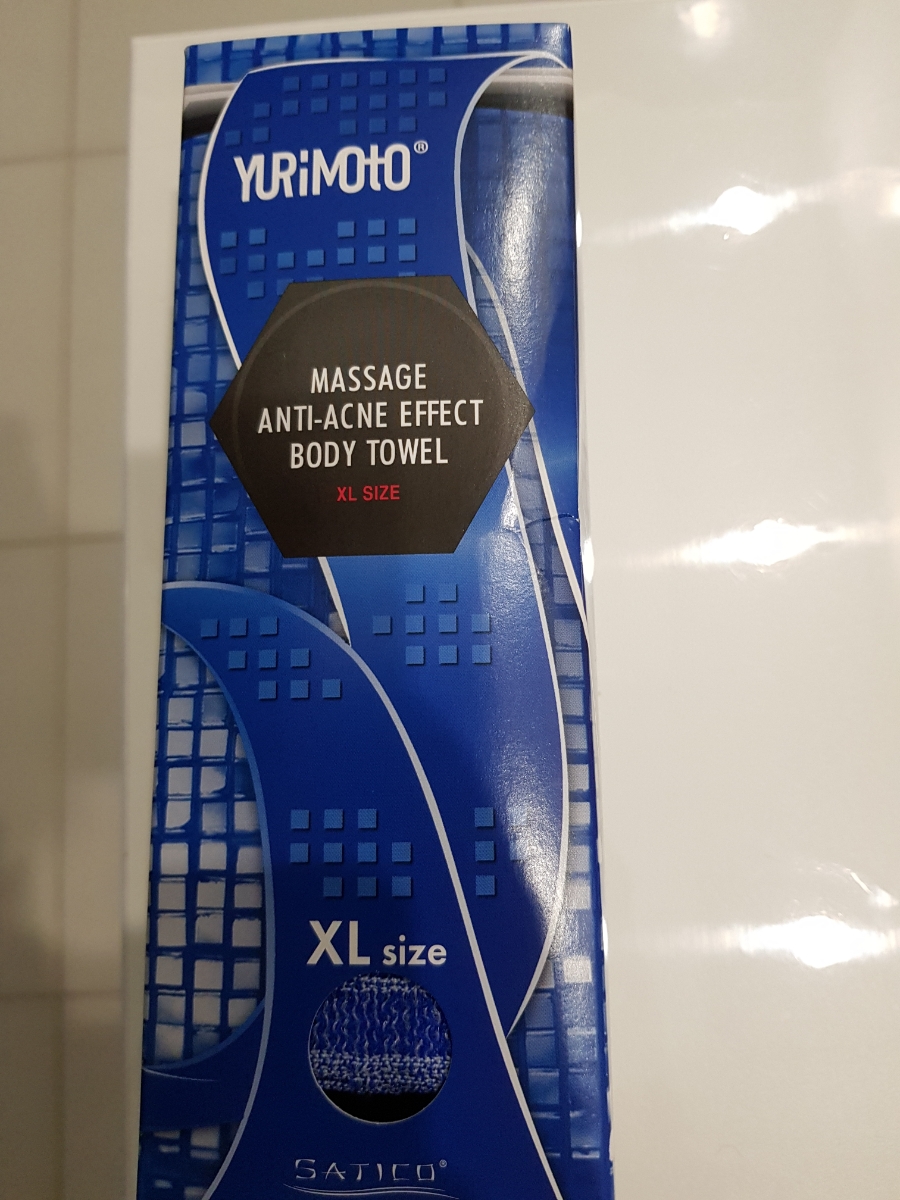 YURiMOtO®
MASSAGE
ANTI-ACNE EFFECT
BODY TOWEL
XL SIZE
XL size
SATICO®